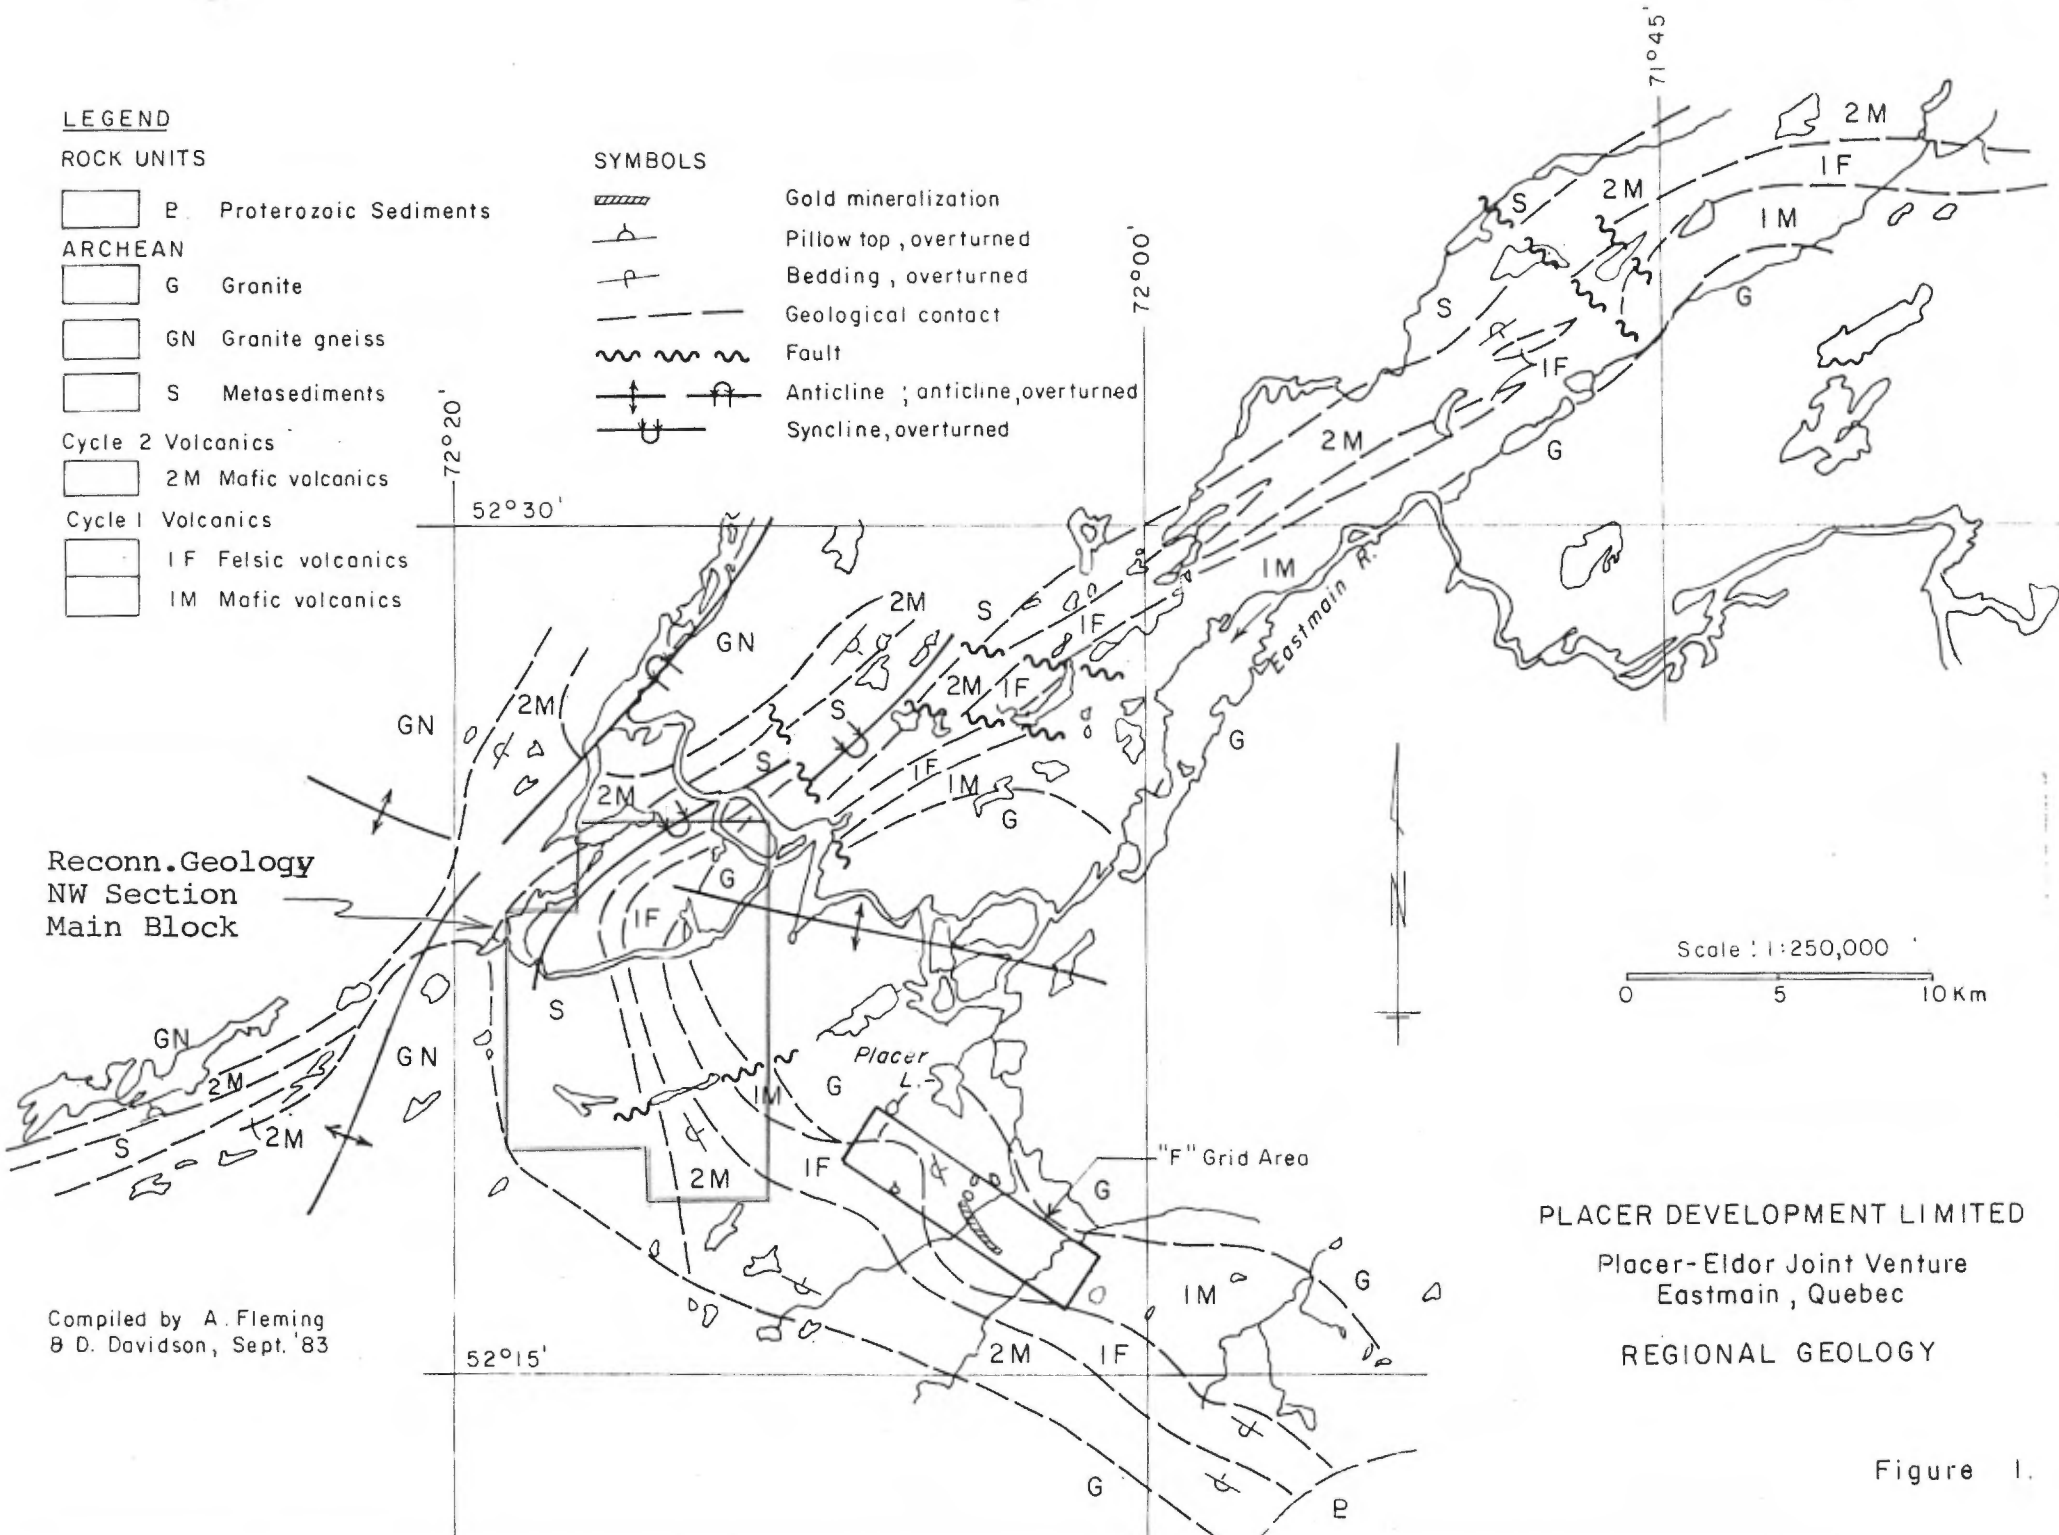 LEGEND
ROCK UNITS
P Proterozoic Sediments
ARCHEAN
G Granite
GN Granite gneiss
S Metasediments
Cycle 2 Volcanics
2M Mafic volcanics
Cycle 1 Volcanics
1F Felsic volcanics
1M Mafic volcanics
SYMBOLS
Gold mineralization
Pillow top, overturned
Bedding, overturned
Geological contact
Fault
Anticline ; anticline, overturned
Syncline, overturned
72°20'
72°00'
71°45'
52°30'
52°15'
2M
1F
2M
S
1M
G
S
1F
2M
G
1M
Eastmain R.
2M
S
1F
GN
2M
1F
2M
S
GN
G
S
1F
1M
2M
G
G
1F
S
GN
GN
2M
2M
S
Placer
L.
G
1M
1F
2M
"F" Grid Area
G
1M
G
2M
1F
G
P
Reconn.Geology
NW Section
Main Block
N
Scale : 1:250,000
0 5 10 Km
Compiled by A. Fleming
& D. Davidson, Sept. '83
PLACER DEVELOPMENT LIMITED
Placer-Eldor Joint Venture
Eastmain, Quebec
REGIONAL GEOLOGY
Figure 1.